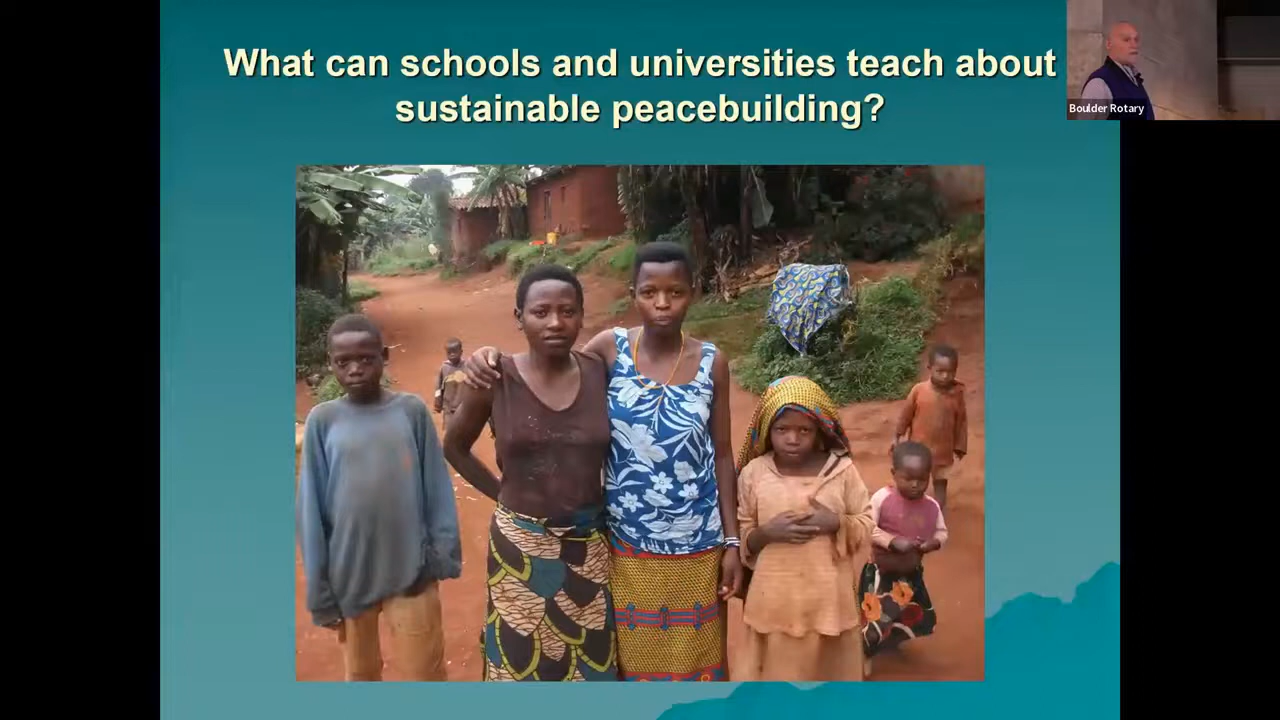 What can schools and universities teach about
sustainable peacebuilding?
Boulder Rotary